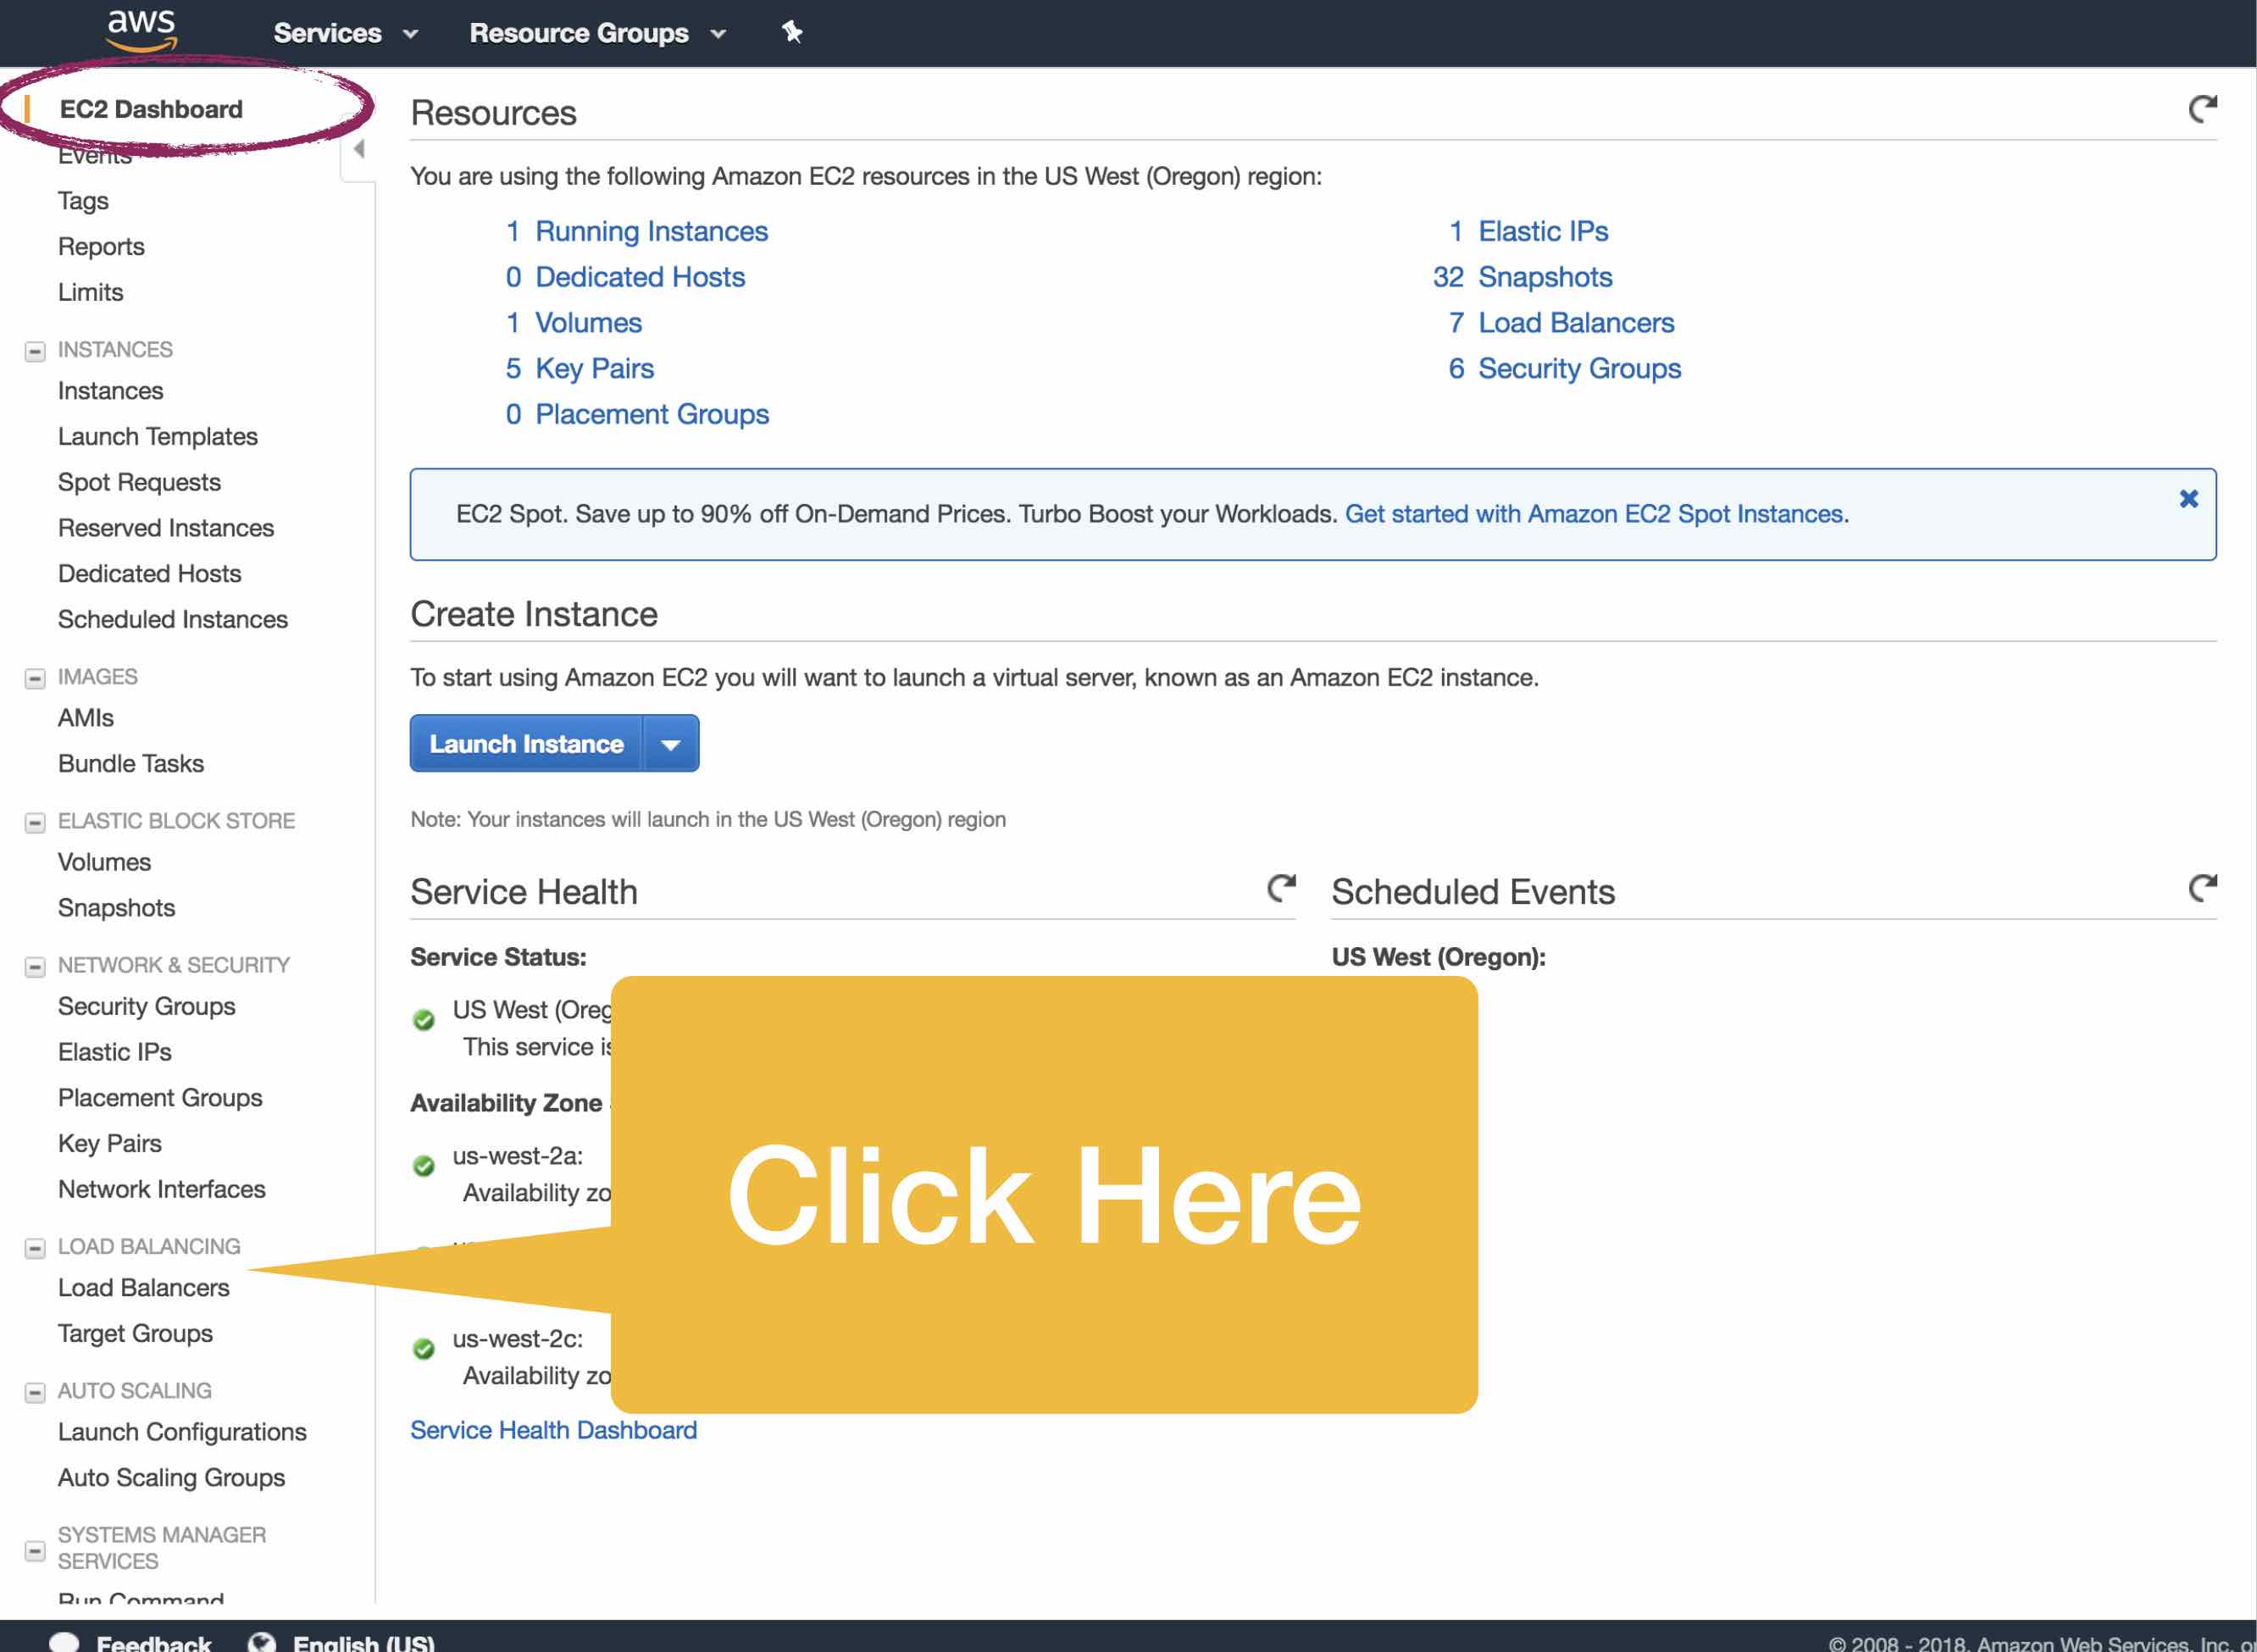 aws Services Resource Groups
EC2 Dashboard
Events
Tags
Reports
Limits
INSTANCES
Instances
Launch Templates
Spot Requests
Reserved Instances
Dedicated Hosts
Scheduled Instances
IMAGES
AMIs
Bundle Tasks
ELASTIC BLOCK STORE
Volumes
Snapshots
NETWORK & SECURITY
Security Groups
Elastic IPs
Placement Groups
Key Pairs
Network Interfaces
LOAD BALANCING
Load Balancers
Target Groups
AUTO SCALING
Launch Configurations
Auto Scaling Groups
SYSTEMS MANAGER
SERVICES
Run Command
Resources
You are using the following Amazon EC2 resources in the US West (Oregon) region:
1 Running Instances
0 Dedicated Hosts
1 Volumes
5 Key Pairs
0 Placement Groups
1 Elastic IPs
32 Snapshots
7 Load Balancers
6 Security Groups
EC2 Spot. Save up to 90% off On-Demand Prices. Turbo Boost your Workloads. Get started with Amazon EC2 Spot Instances.
Create Instance
To start using Amazon EC2 you will want to launch a virtual server, known as an Amazon EC2 instance.
Launch Instance
Note: Your instances will launch in the US West (Oregon) region
Service Health
Service Status:
US West (Oreg
This service is
Availability Zone
us-west-2a:
Availability zo
us-west-2c:
Availability zo
Service Health Dashboard
Scheduled Events
US West (Oregon):
Click Here
Feedback English (US)
© 2008 - 2018, Amazon Web Services, Inc. o